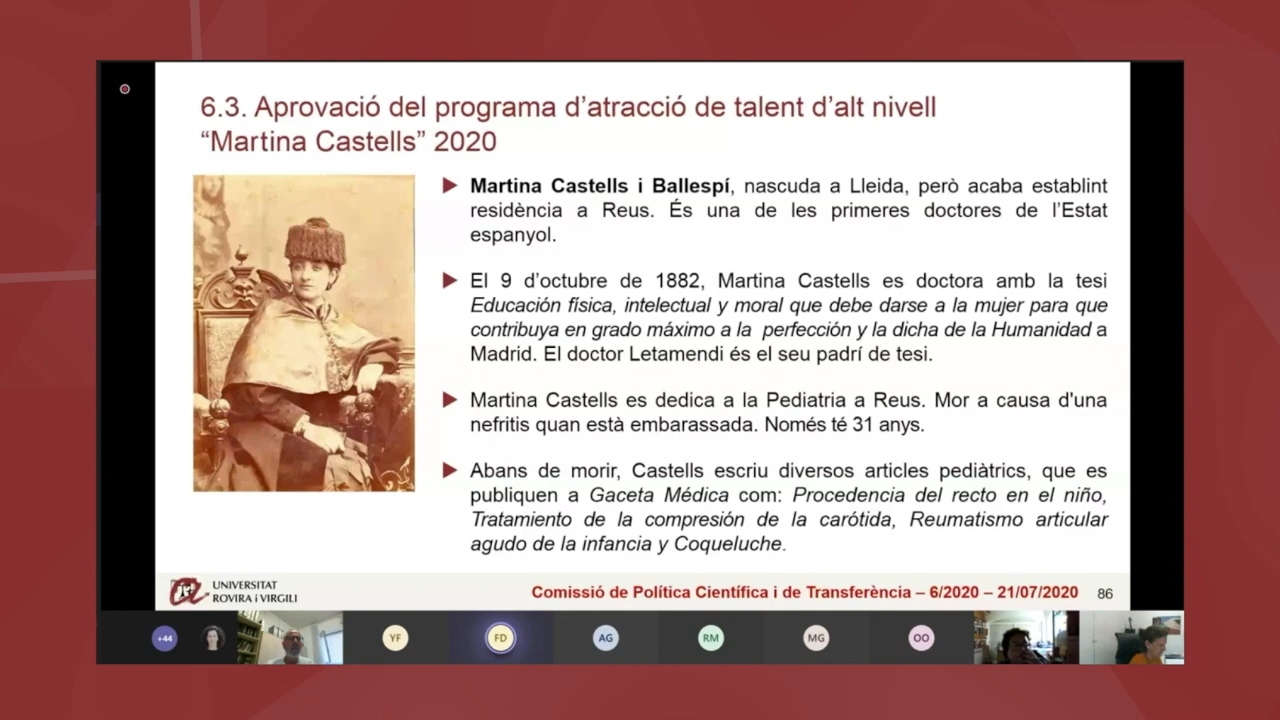 6.3. Aprovació del programa d’atracció de talent d’alt nivell
“Martina Castells” 2020
Martina Castells i Ballespí, nascuda a Lleida, però acaba establint
residència a Reus. És una de les primeres doctores de l’Estat
espanyol.
El 9 d’octubre de 1882, Martina Castells es doctora amb la tesi
Educación física, intelectual y moral que debe darse a la mujer para que
contribuya en grado máximo a la perfección y la dicha de la Humanidad a
Madrid. El doctor Letamendi és el seu padrí de tesi.
Martina Castells es dedica a la Pediatria a Reus. Mor a causa d'una
nefritis quan està embarassada. Només té 31 anys.
Abans de morir, Castells escriu diversos articles pediàtrics, que es
publiquen a Gaceta Médica com: Procedencia del recto en el niño,
Tratamiento de la compresión de la carótida, Reumatismo articular
agudo de la infancia y Coqueluche.
UNIVERSITAT
ROVIRA i VIRGILI
Comissió de Política Científica i de Transferència – 6/2020 – 21/07/2020
86
+44
YF
FD
AG
RM
MG
OO